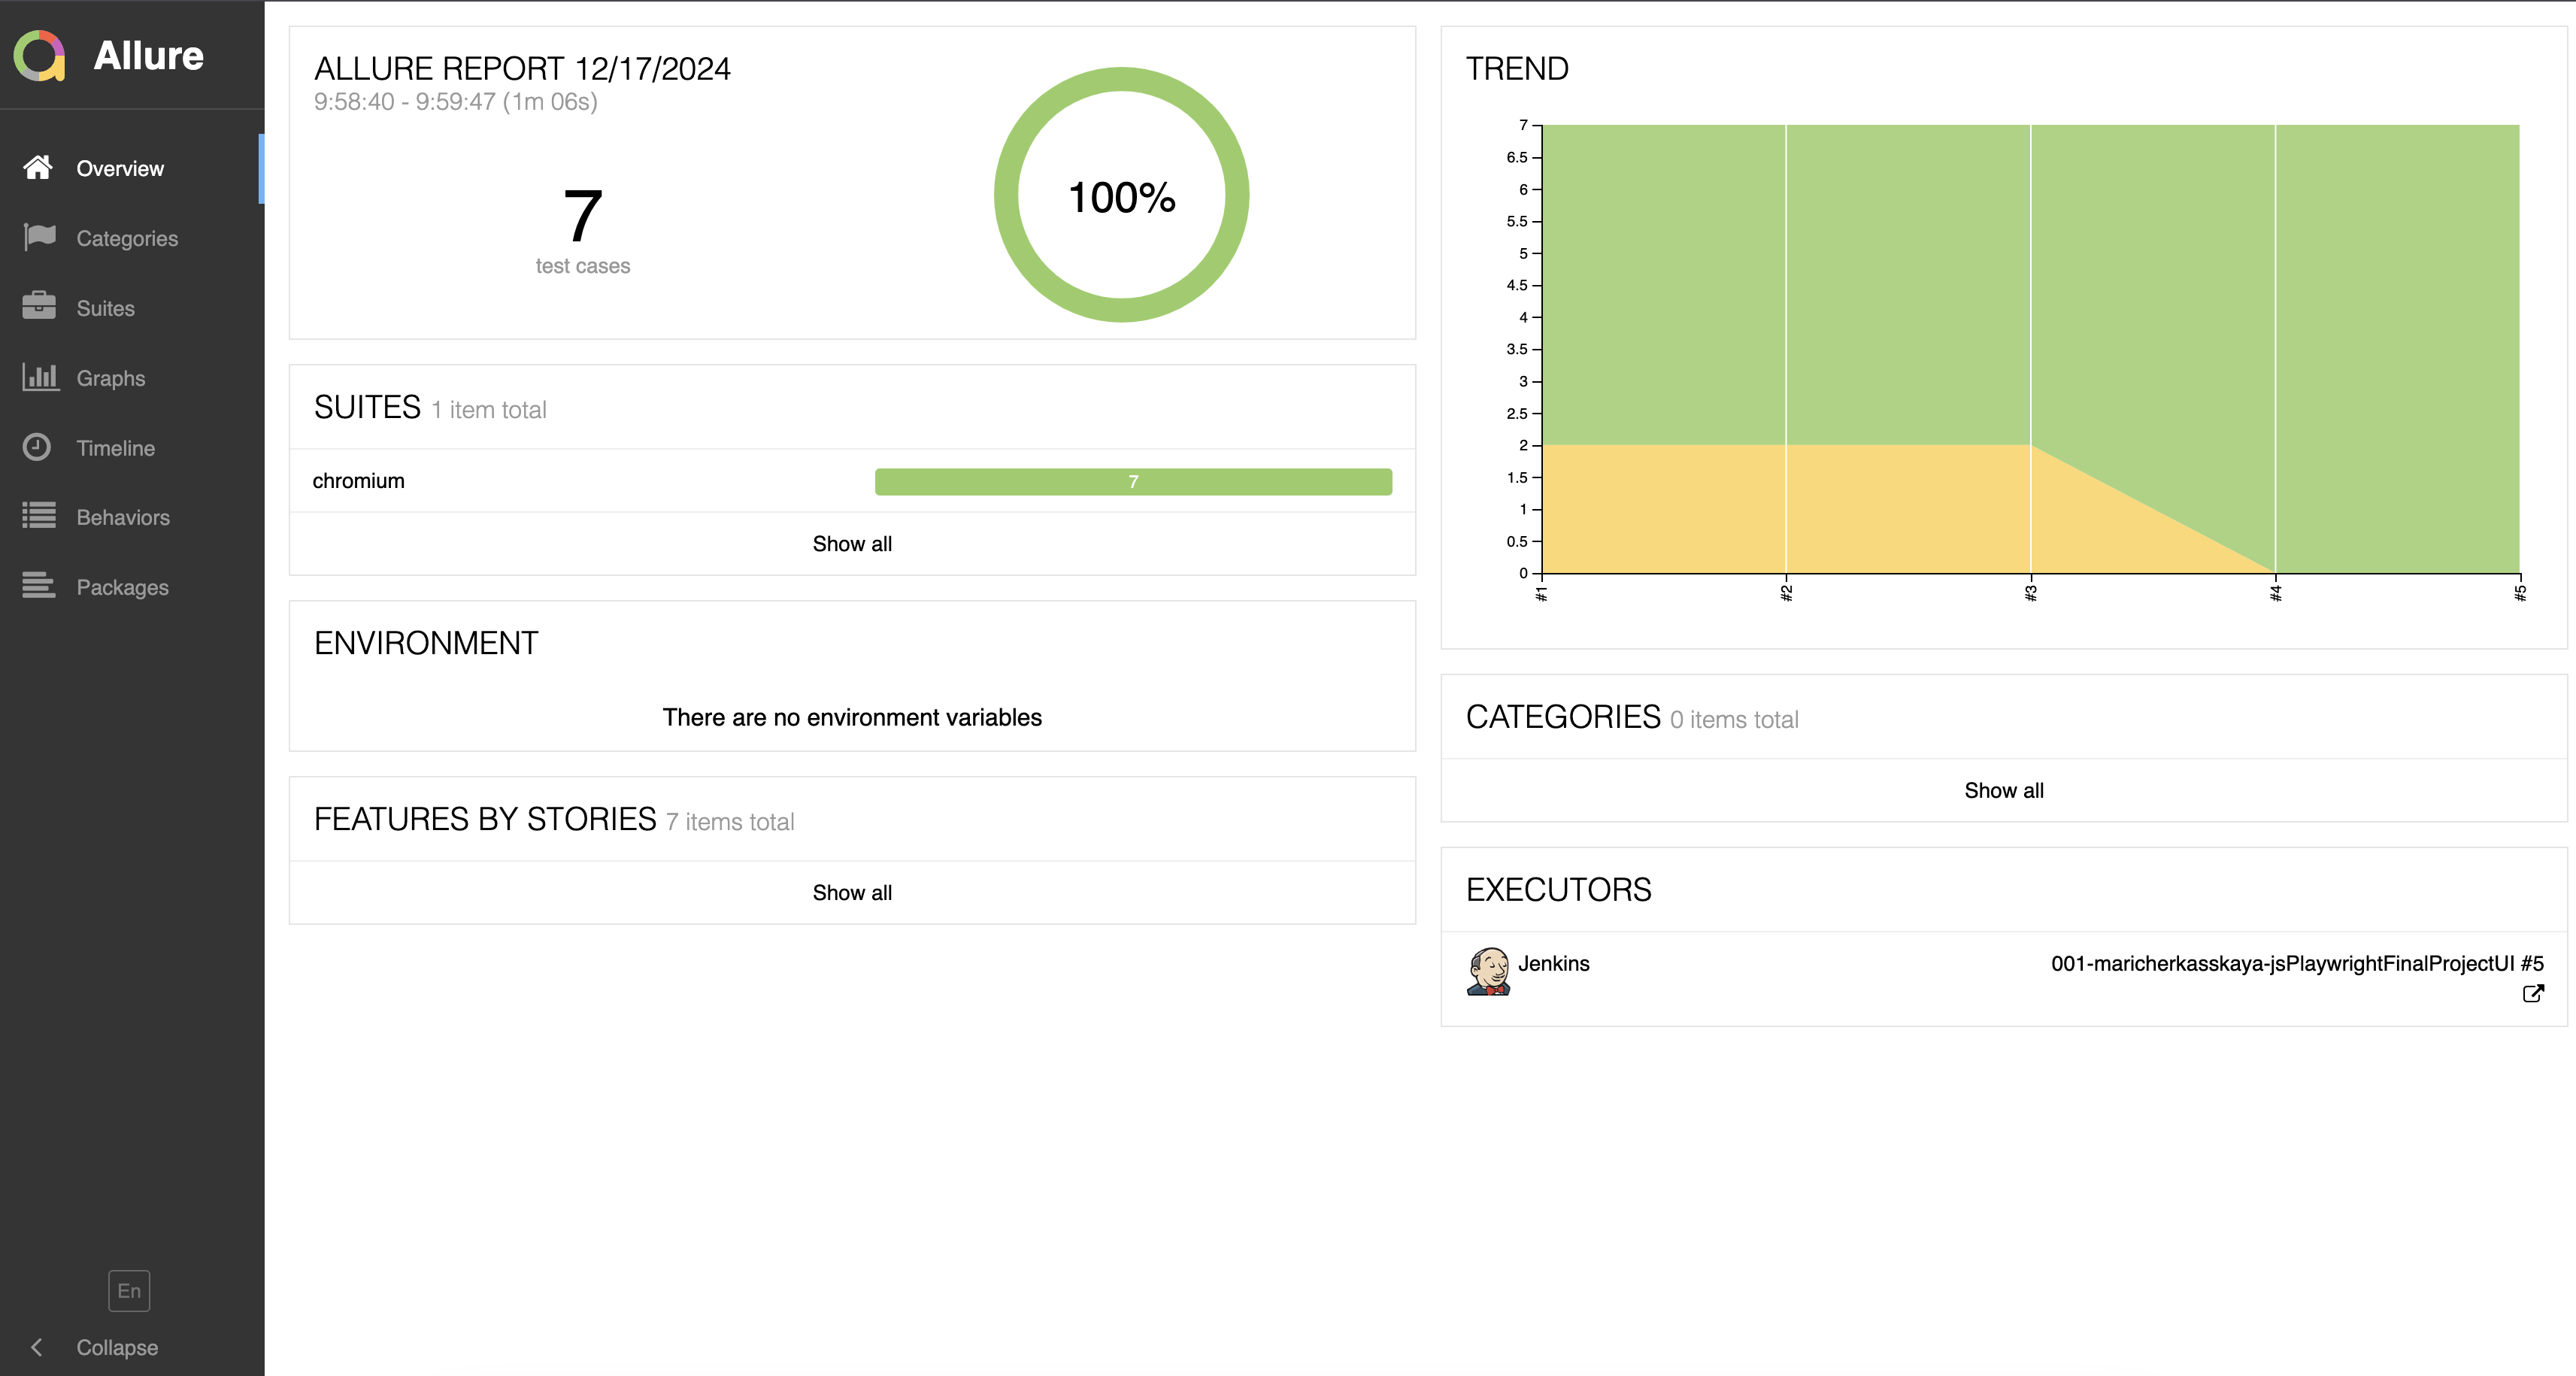 Allure
Overview
Categories
Suites
Graphs
Timeline
Behaviors
Packages
En
Collapse
ALLURE REPORT 12/17/2024
9:58:40 - 9:59:47 (1m 06s)
7
test cases
100%
SUITES 1 item total
chromium 7
Show all
ENVIRONMENT
There are no environment variables
FEATURES BY STORIES 7 items total
Show all
TREND
7
6.5
6
5.5
5
4.5
4
3.5
3
2.5
2
1.5
1
0.5
0
#1 #2 #3 #4 #5
CATEGORIES 0 items total
Show all
EXECUTORS
Jenkins 001-maricherkasskaya-jsPlaywrightFinalProjectUI #5